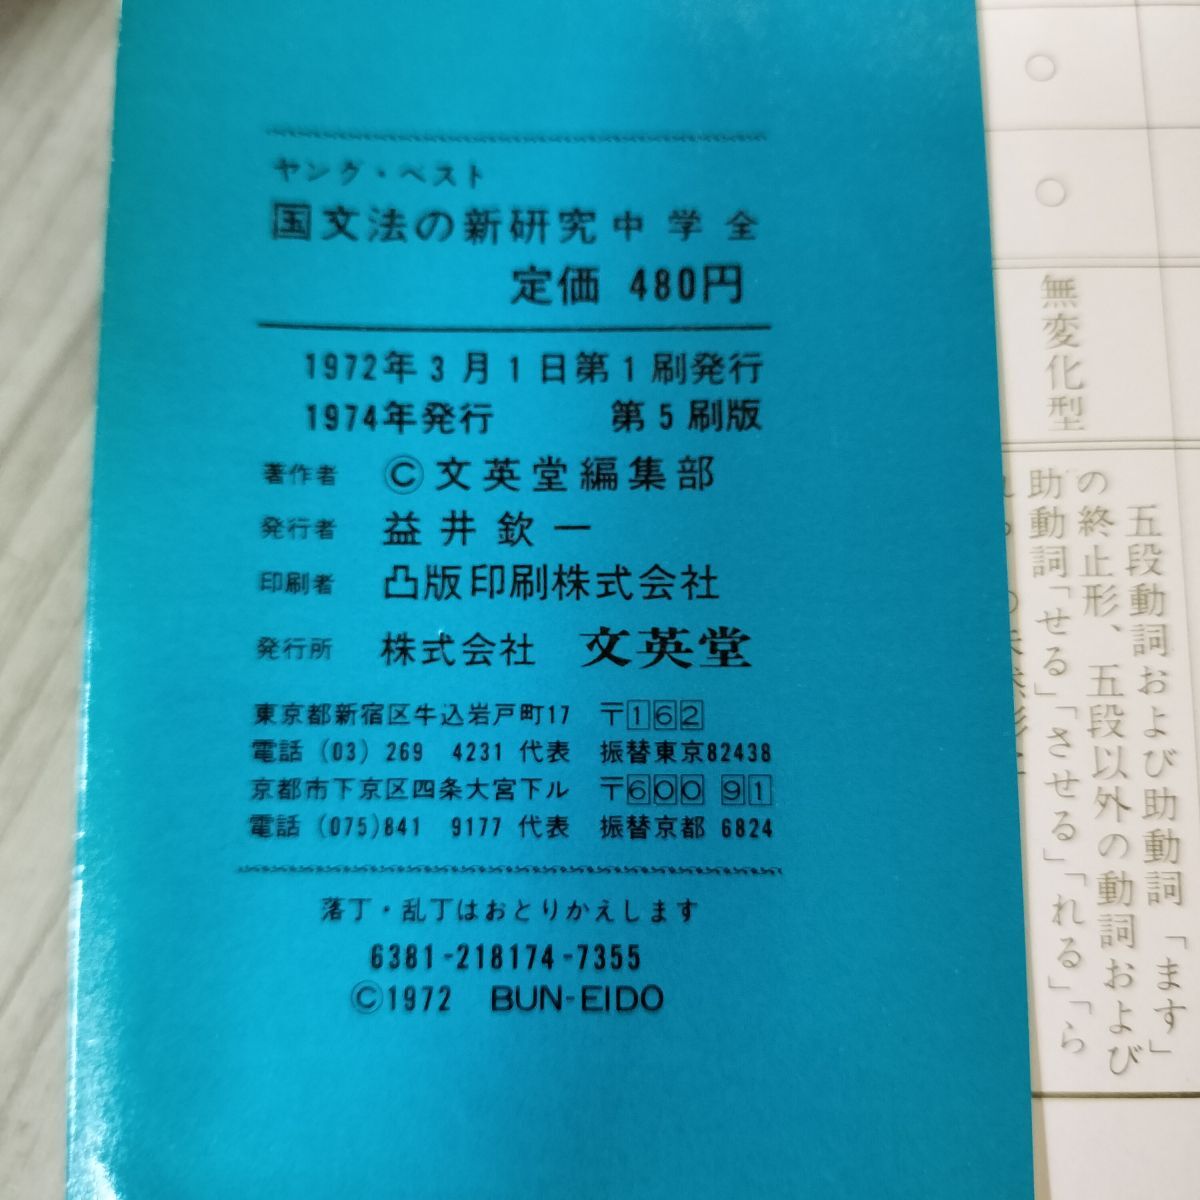 ヤング・ベスト
国文法の新研究 中学 全
定価 480円
1972年 3 月 1 日第 1 刷発行
1974年発行 第 5 刷版
著作者 Ⓒ文英堂編集部
発行者 益井欽一
印刷者 凸版印刷株式会社
発行所 株式会社 文英堂
東京都新宿区牛込岩戸町17 〒162
電話 (03) 269 4231 代表 振替東京82438
京都市下京区四条大宮下ル 〒600 91
電話 (075)841 9177 代表 振替京都 6824
落丁・乱丁はおとりかえします
6381-218174-7355
Ⓒ1972 BUN-EIDO
○
○
無変化型
五段動詞および助動詞「ます」
の終止形、五段以外の動詞および
助動詞「せる」「させる」「れる」「ら